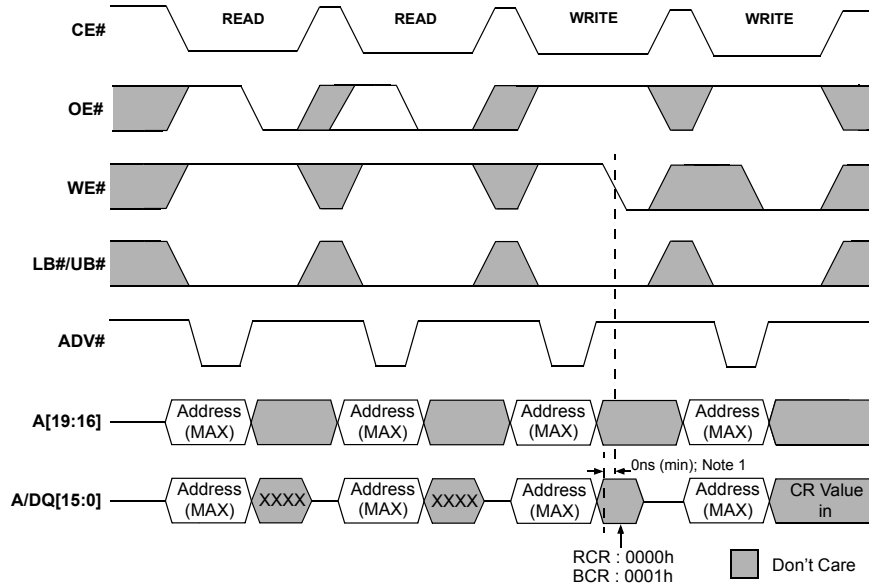 CE#
READ
READ
WRITE
WRITE
OE#
WE#
LB#/UB#
ADV#
A[19:16]
Address
(MAX)
Address
(MAX)
Address
(MAX)
Address
(MAX)
0ns (min); Note 1
A/DQ[15:0]
Address
(MAX)
XXXX
Address
(MAX)
XXXX
Address
(MAX)
Address
(MAX)
CR Value
in
RCR : 0000h
BCR : 0001h
Don't Care